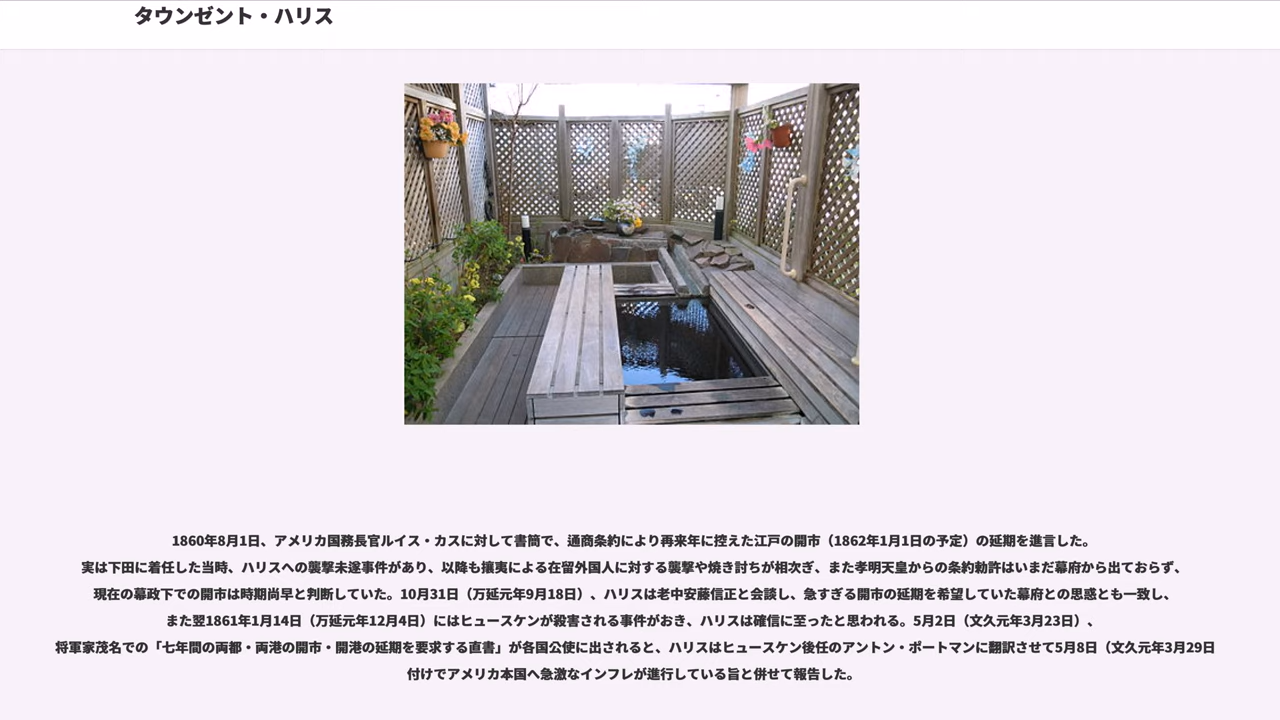 タウンゼント・ハリス
1860年8月1日、アメリカ国務長官ルイス・カスに対して書簡で、通商条約により再来年に控えた江戸の開市（1862年1月1日の予定）の延期を進言した。
実は下田に着任した当時、ハリスへの襲撃未遂事件があり、以降も攘夷による在留外国人に対する襲撃や焼き討ちが相次ぎ、また孝明天皇からの条約勅許はいまだ幕府から出ておらず、
現在の幕政下での開市は時期尚早と判断していた。10月31日（万延元年9月18日）、ハリスは老中安藤信正と会談し、急すぎる開市の延期を希望していた幕府との思惑とも一致し、
また翌1861年1月14日（万延元年12月4日）にはヒュースケンが殺害される事件がおき、ハリスは確信に至ったと思われる。5月2日（文久元年3月23日）、
将軍家茂名での「七年間の両都・両港の開市・開港の延期を要求する直書」が各国公使に出されると、ハリスはヒュースケン後任のアントン・ポートマンに翻訳させて5月8日（文久元年3月29日
付けでアメリカ本国へ急激なインフレが進行している旨と併せて報告した。